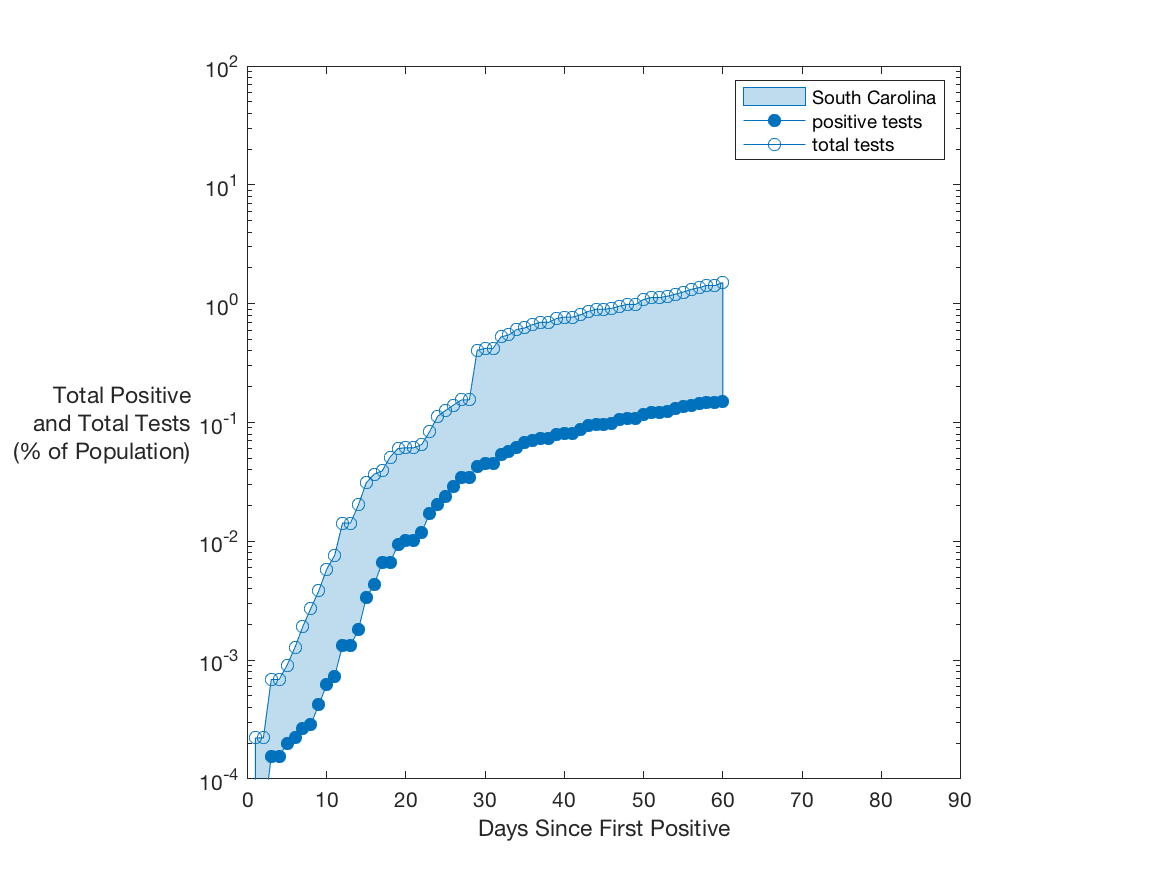 10^2
10^1
10^0
10^-1
10^-2
10^-3
10^-4
Total Positive
and Total Tests
(% of Population)
South Carolina
positive tests
total tests
0 10 20 30 40 50 60 70 80 90
Days Since First Positive